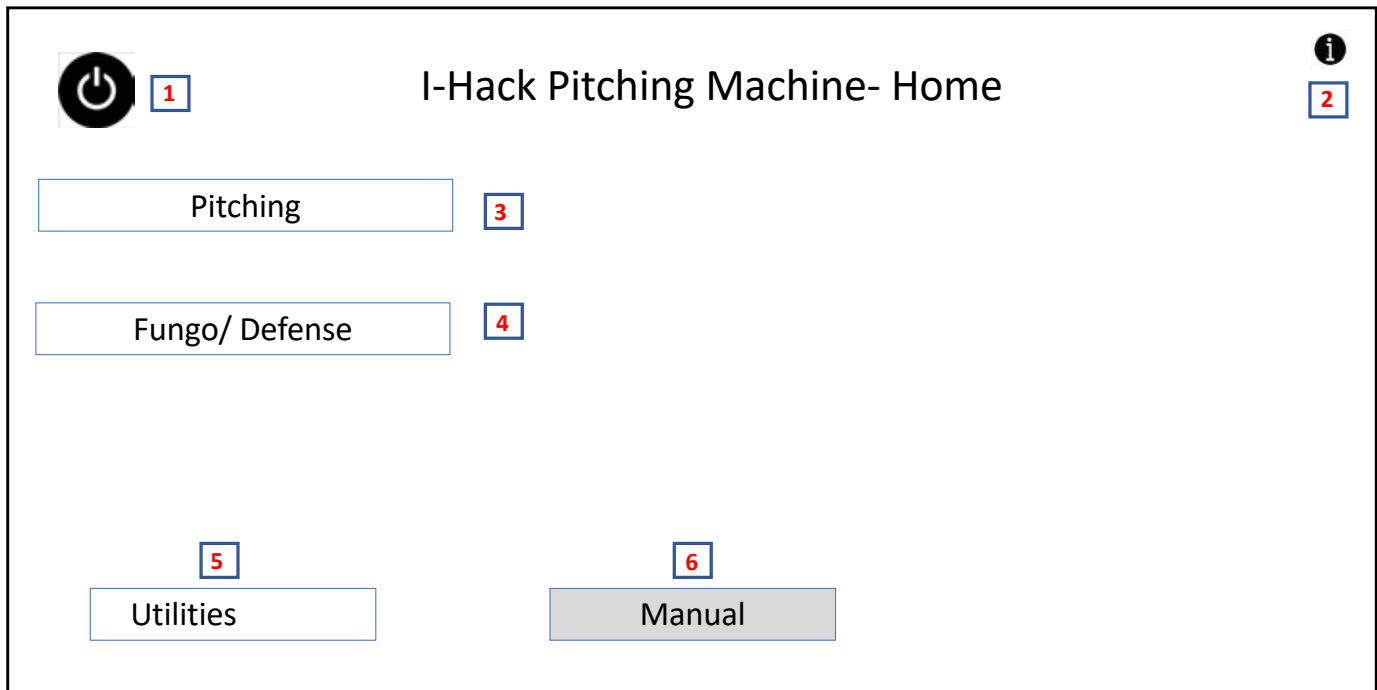 I-Hack Pitching Machine- Home
i
1
2
Pitching
3
Fungo/ Defense
4
5
6
Utilities
Manual